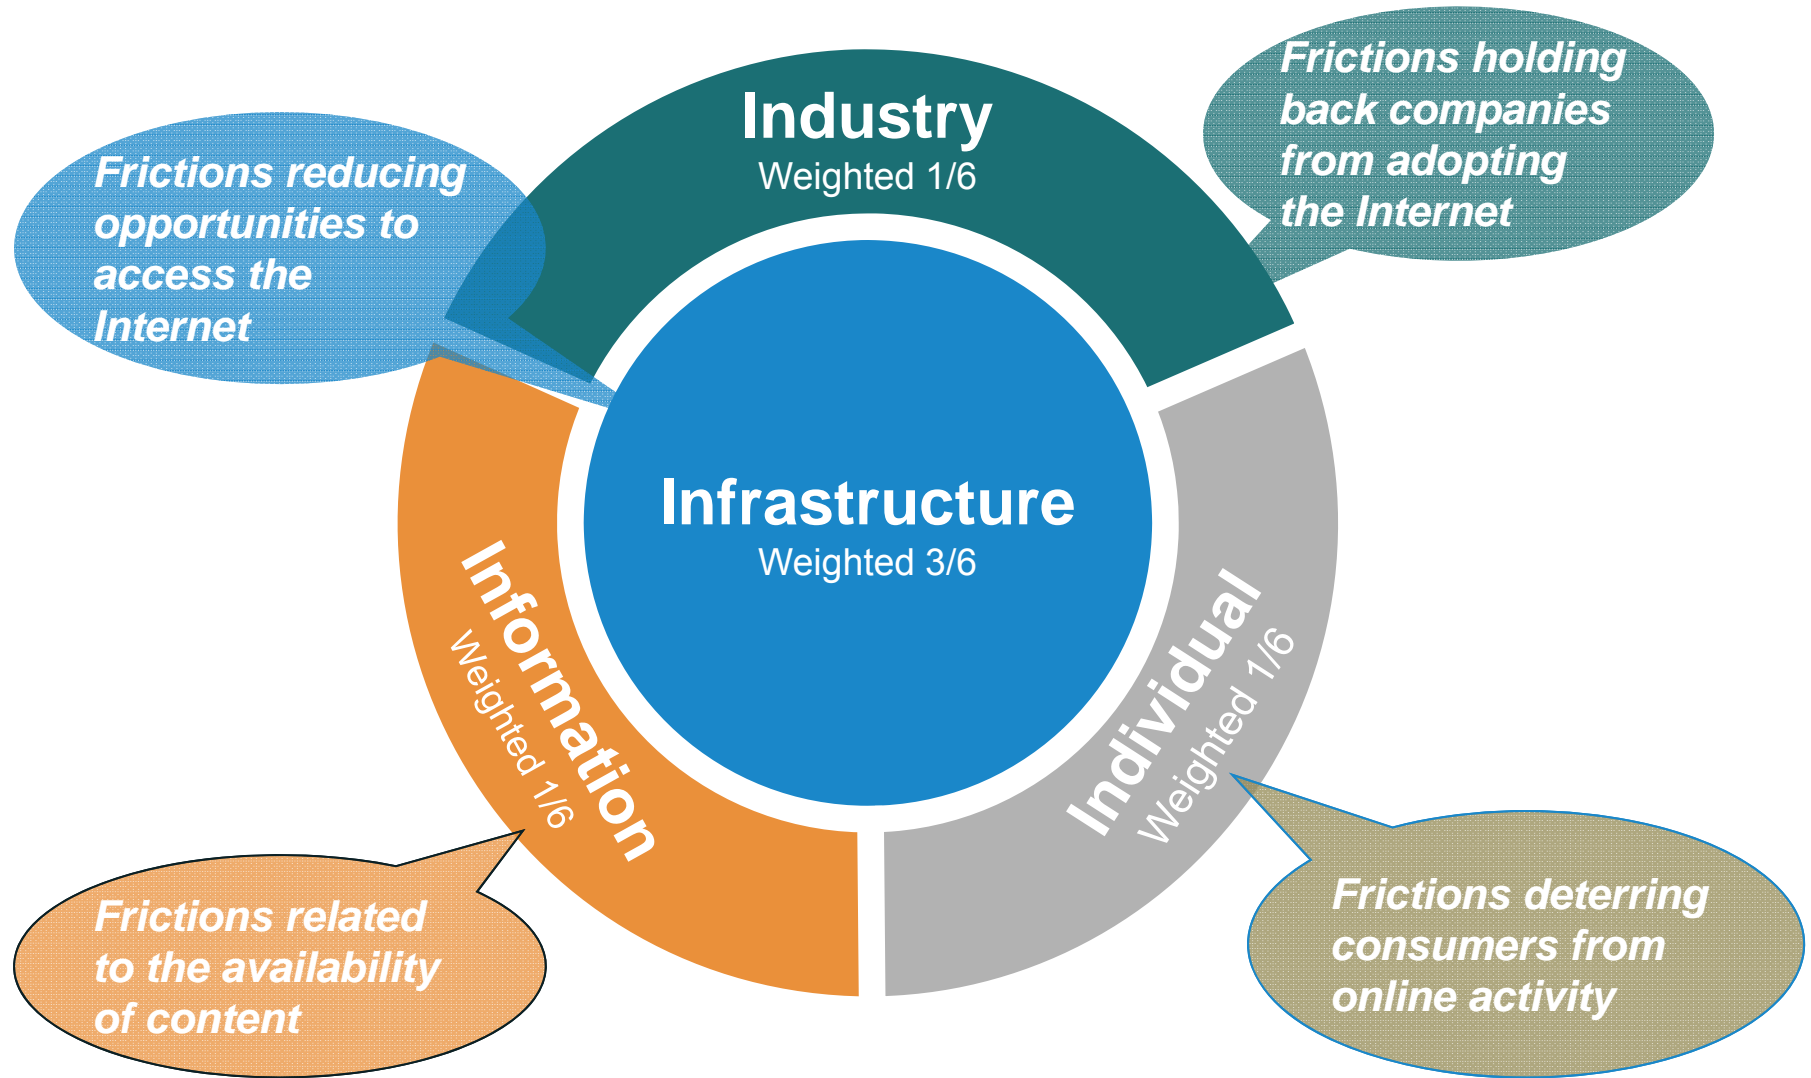 Industry
Weighted 1/6
Frictions holding
back companies
from adopting
the Internet
Frictions reducing
opportunities to
access the
Internet
Infrastructure
Weighted 3/6
Information
Weighted 1/6
Individual
Weighted 1/6
Frictions related
to the availability
of content
Frictions deterring
consumers from
online activity